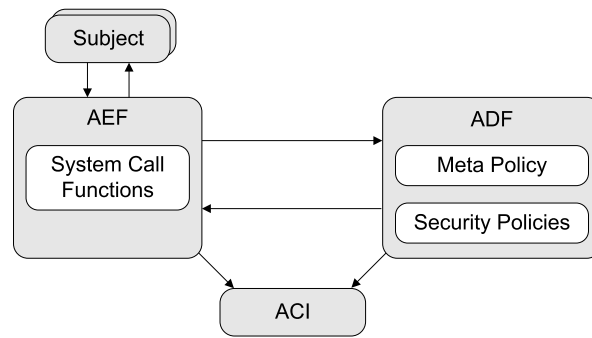 Subject
AEF
System Call
Functions
ADF
Meta Policy
Security Policies
ACI